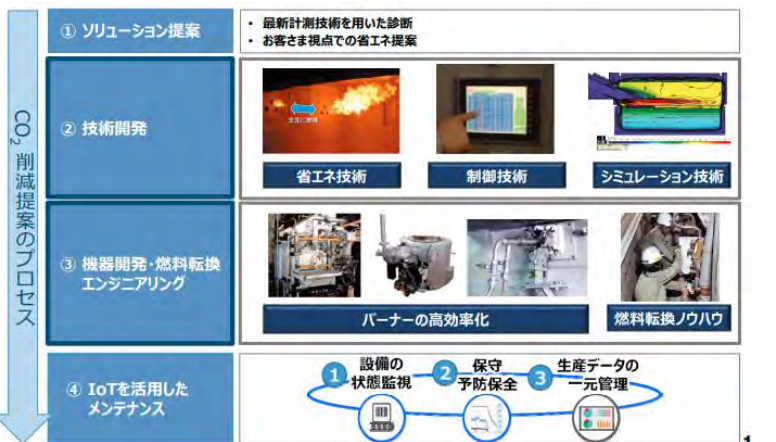 CO₂削減提案のプロセス
① ソリューション提案
・ 最新計測技術を用いた診断
・ お客さま視点での省エネ提案
② 技術開発
交互に燃焼
省エネ技術
制御技術
シミュレーション技術
③ 機器開発・燃料転換
エンジニアリング
バーナーの高効率化
燃料転換ノウハウ
④ IoTを活用した
メンテナンス
1 設備の
状態監視
2 保守
予防保全
3 生産データの
一元管理
1